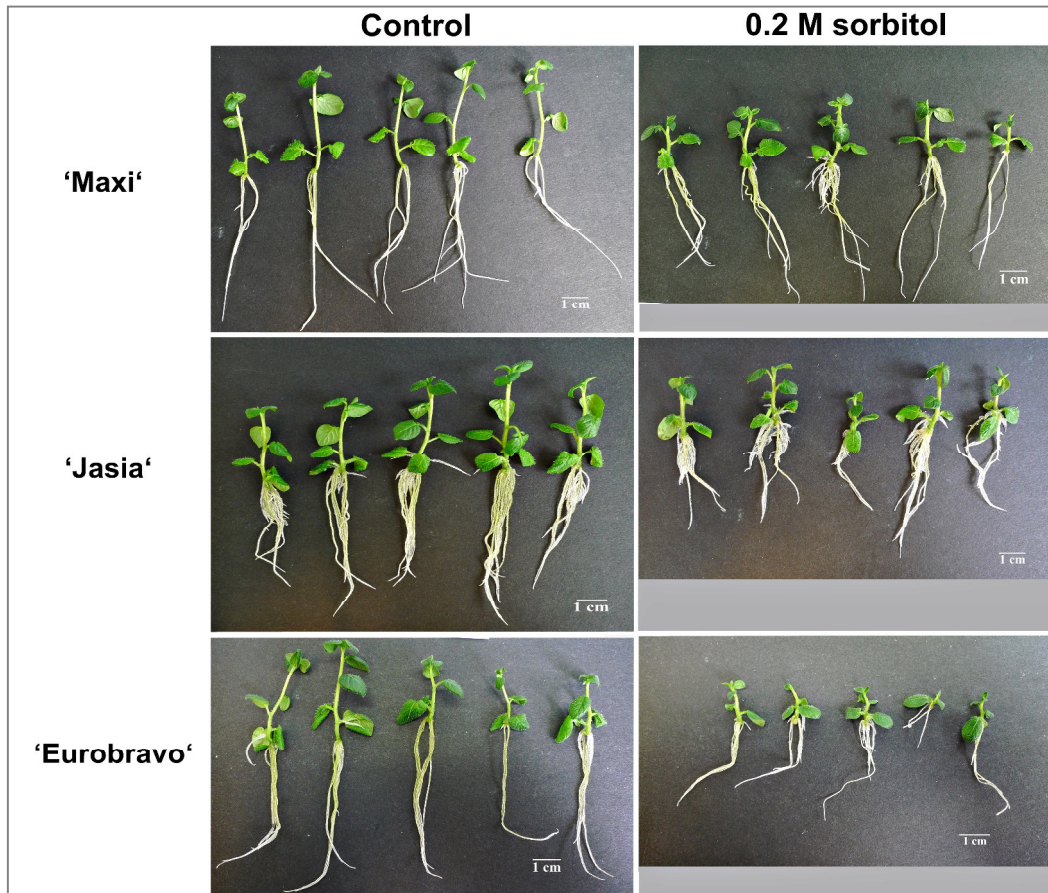 Control
0.2 M sorbitol
‘Maxi‘
1 cm
1 cm
‘Jasia‘
1 cm
1 cm
‘Eurobravo‘
1 cm
1 cm